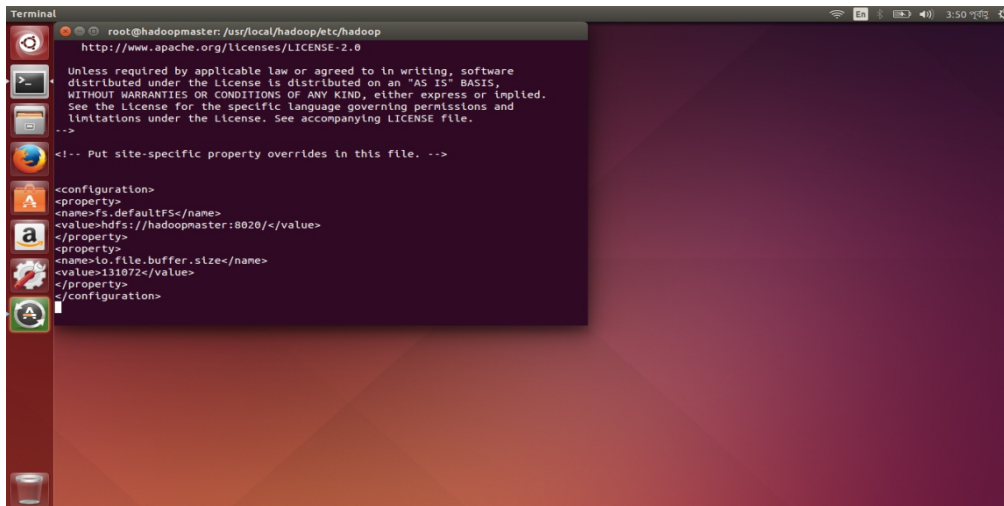 Terminal
En
3:50 পূর্বাহ্ণ
root@hadoopmaster: /usr/local/hadoop/etc/hadoop
http://www.apache.org/licenses/LICENSE-2.0
Unless required by applicable law or agreed to in writing, software
distributed under the License is distributed on an "AS IS" BASIS,
WITHOUT WARRANTIES OR CONDITIONS OF ANY KIND, either express or implied.
See the License for the specific language governing permissions and
limitations under the License. See accompanying LICENSE file.
-->
<!-- Put site-specific property overrides in this file. -->
<configuration>
<property>
<name>fs.defaultFS</name>
<value>hdfs://hadoopmaster:8020/</value>
</property>
<property>
<name>io.file.buffer.size</name>
<value>131072</value>
</property>
</configuration>